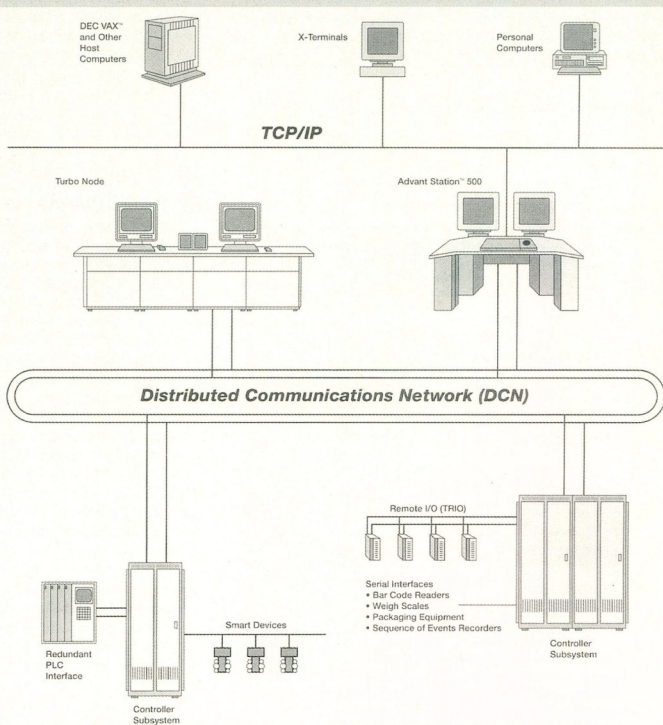 DEC VAX™
and Other
Host
Computers
X-Terminals
Personal
Computers
TCP/IP
Turbo Node
Advant Station™ 500
Distributed Communications Network (DCN)
Remote I/O (TRIO)
Serial Interfaces
• Bar Code Readers
• Weigh Scales
• Packaging Equipment
• Sequence of Events Recorders
Controller
Subsystem
Smart Devices
Redundant
PLC
Interface
Controller
Subsystem